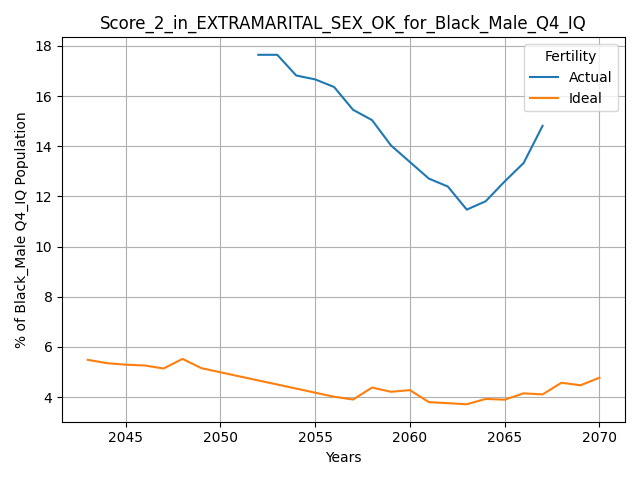 Score_2_in_EXTRAMARITAL_SEX_OK_for_Black_Male_Q4_IQ
% of Black_Male Q4_IQ Population
18
16
14
12
10
8
6
4
Fertility
Actual
Ideal
2045 2050 2055 2060 2065 2070
Years